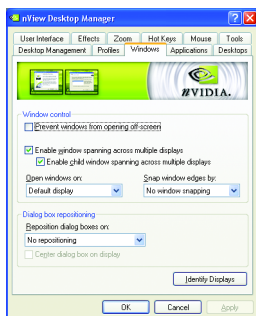 nView Desktop Manager
User Interface Effects Zoom Hot Keys Mouse Tools
Desktop Management Profiles Windows Applications Desktops
NVIDIA.
Window control
Prevent windows from opening off-screen
Enable window spanning across multiple displays
Enable child window spanning across multiple displays
Open windows on: Snap window edges by:
Default display No window snapping
Dialog box repositioning
Reposition dialog boxes on:
No repositioning
Center dialog box on display
Identify Displays
OK Cancel Apply